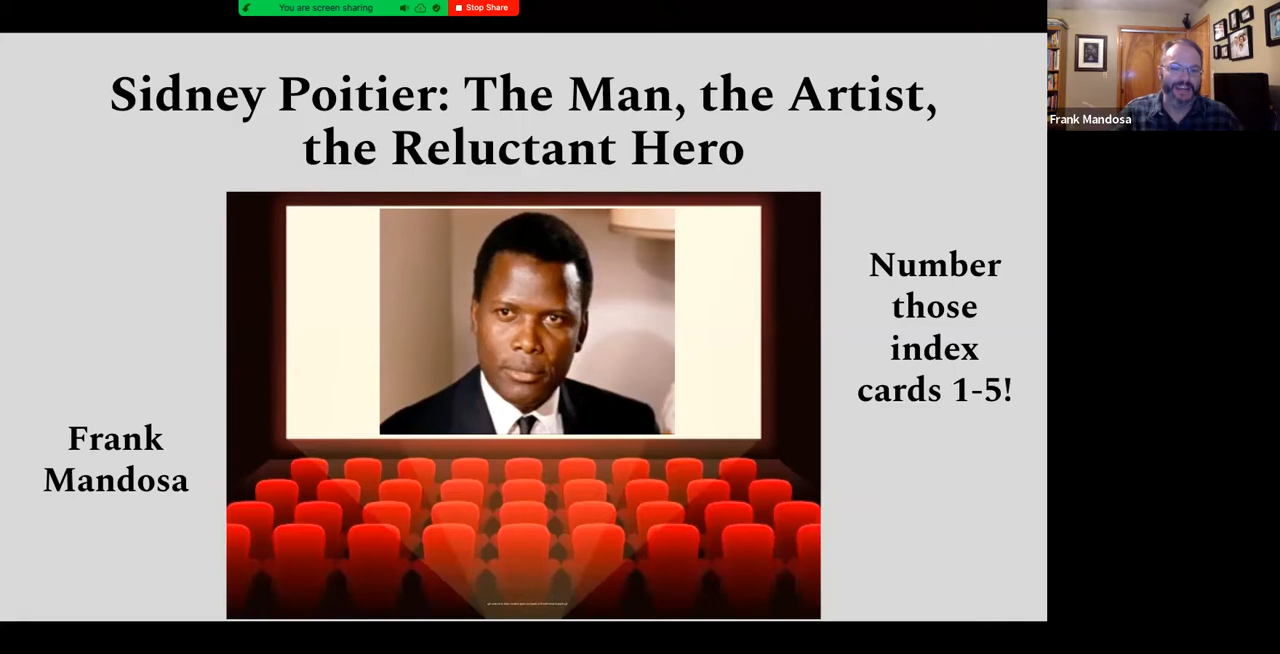 You are screen sharing
Stop Share
Sidney Poitier: The Man, the Artist,
the Reluctant Hero
Frank Mandosa
Number
those
index
cards 1-5!
Frank
Mandosa